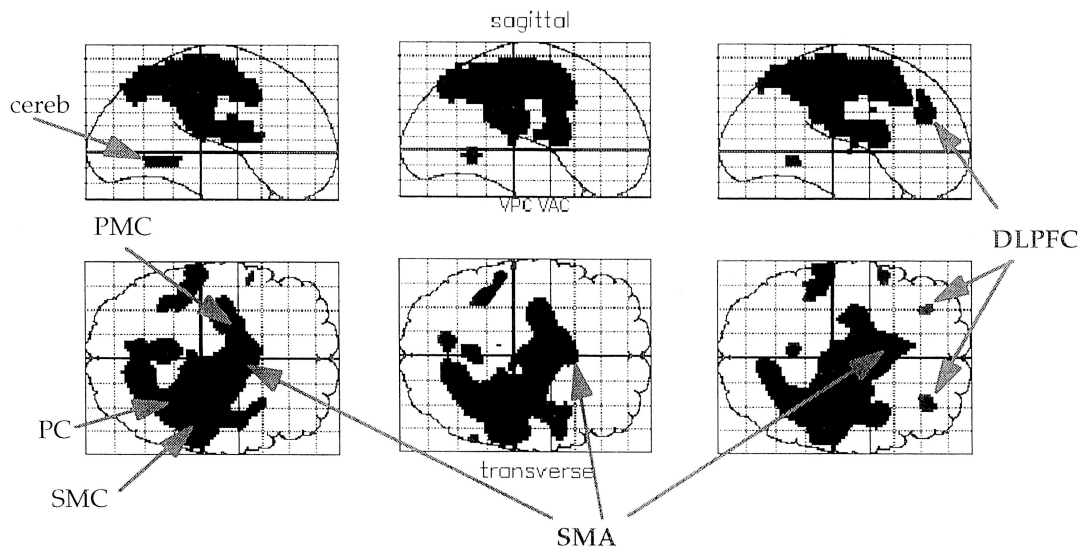 sagittal
cereb
VPC VAC
PMC
DLPFC
PC
SMC
transverse
SMA